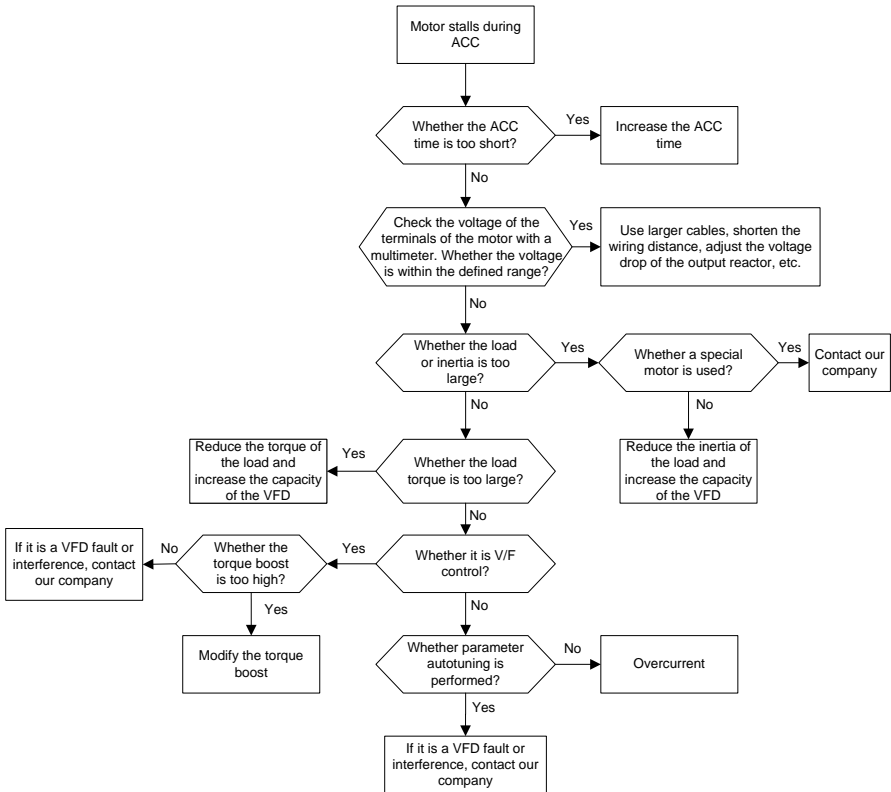 Motor stalls during
ACC
Whether the ACC
time is too short?
Yes
Increase the ACC
time
No
Check the voltage of the
terminals of the motor with a
multimeter. Whether the voltage
is within the defined range?
Yes
Use larger cables, shorten the
wiring distance, adjust the voltage
drop of the output reactor, etc.
No
Whether the load
or inertia is too
large?
Yes
Whether a special
motor is used?
Yes
Contact our
company
No
No
Reduce the inertia of
the load and
increase the capacity
of the VFD
Whether the load
torque is too large?
Yes
Reduce the torque of
the load and
increase the capacity
of the VFD
No
Whether it is V/F
control?
Yes
Whether the
torque boost
is too high?
No
If it is a VFD fault or
interference, contact
our company
Yes
Modify the torque
boost
No
Whether parameter
autotuning is
performed?
No
Overcurrent
Yes
If it is a VFD fault or
interference, contact our
company